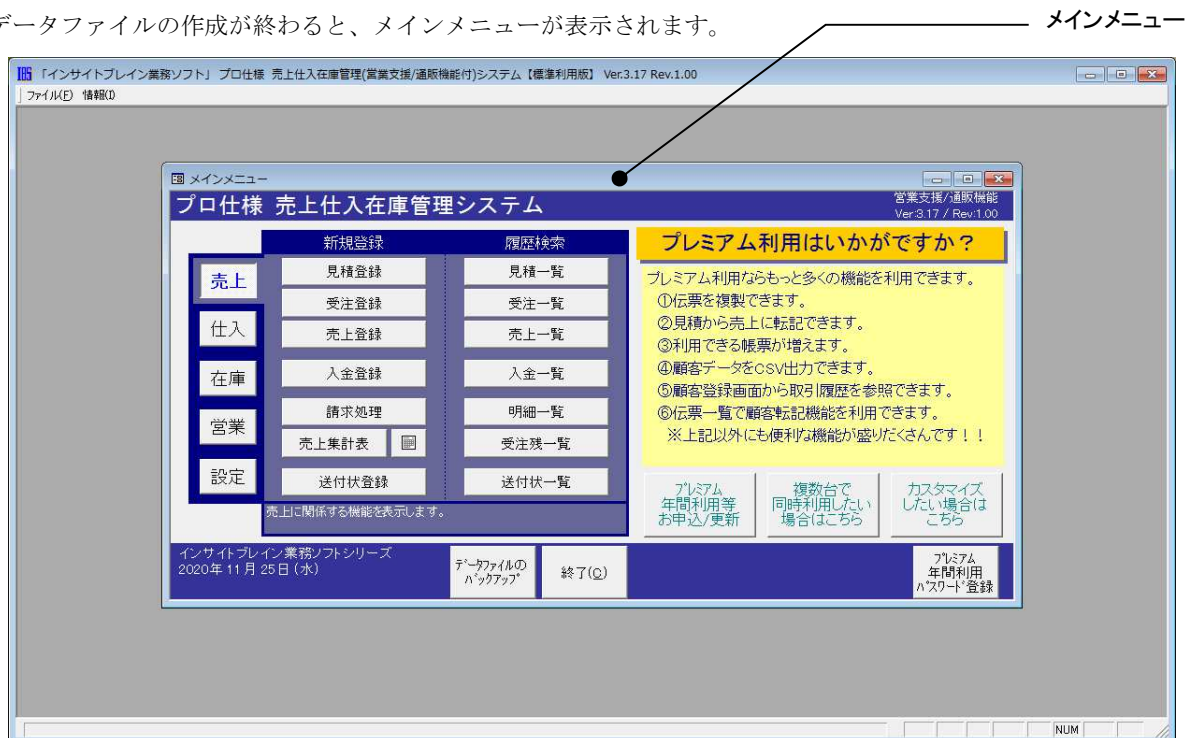 データファイルの作成が終わると、メインメニューが表示されます。
メインメニュー
「インサイトブレイン業務ソフト」 プロ仕様 売上仕入在庫管理(営業支援/通販機能付)システム【標準利用版】 Ver.3.17 Rev.1.00
ファイル(F) 情報(I)
メインメニュー
プロ仕様 売上仕入在庫管理システム
営業支援/通販機能
Ver:3.17 / Rev:1.00
新規登録 履歴検索
売上
仕入
在庫
営業
設定
見積登録 見積一覧
受注登録 受注一覧
売上登録 売上一覧
入金登録 入金一覧
請求処理 明細一覧
売上集計表 受注残一覧
送付状登録 送付状一覧
売上に関係する機能を表示します。
プレミアム利用はいかがですか？
プレミアム利用ならもっと多くの機能を利用できます。
①伝票を複製できます。
②見積から売上に転記できます。
③利用できる帳票が増えます。
④顧客データをCSV出力できます。
⑤顧客登録画面から取引履歴を参照できます。
⑥伝票一覧で顧客転記機能を利用できます。
※上記以外にも便利な機能が盛りだくさんです！！
プレミアム
年間利用等
お申込/更新
複数台で
同時利用したい
場合はこちら
カスタマイズ
したい場合は
こちら
インサイトブレイン業務ソフトシリーズ
2020年 11月 25日 (水)
データファイルの
バックアップ
終了(C)
プレミアム
年間利用
パスワード登録
NUM